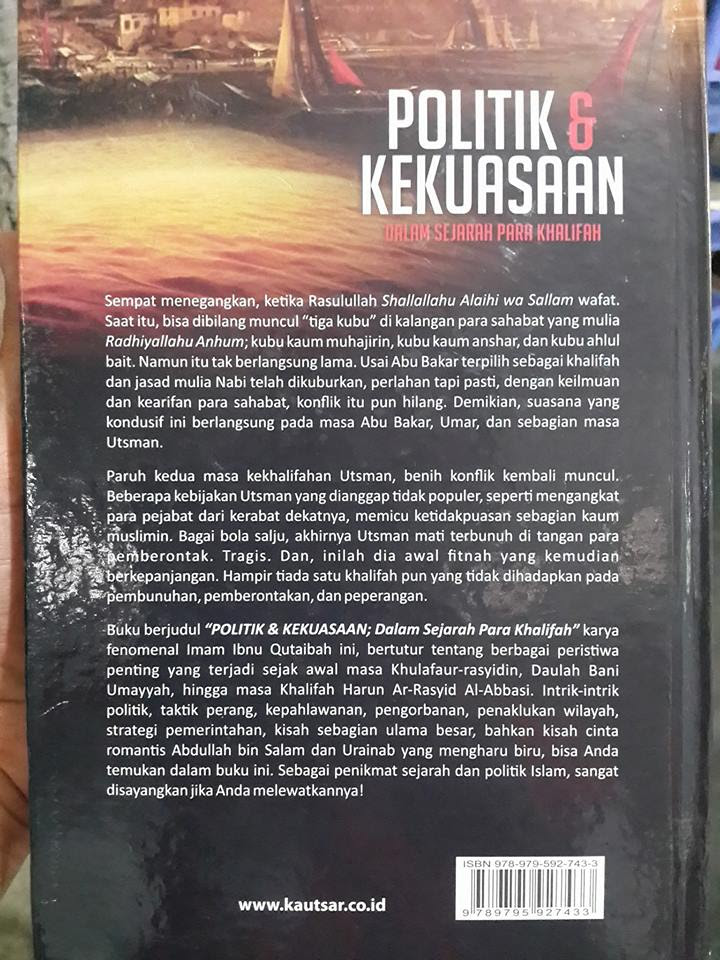 POLITIK &
KEKUASAAN
DALAM SEJARAH PARA KHALIFAH
Sempat menegangkan, ketika Rasulullah Shallallahu Alaihi wa Sallam wafat.
Saat itu, bisa dibilang muncul “tiga kubu” di kalangan para sahabat yang mulia
Radhiyallahu Anhum; kubu kaum muhajirin, kubu kaum anshar, dan kubu ahlul
bait. Namun itu tak berlangsung lama. Usai Abu Bakar terpilih sebagai khalifah
dan jasad mulia Nabi telah dikuburkan, perlahan tapi pasti, dengan keilmuan
dan kearifan para sahabat, konflik itu pun hilang. Demikian, suasana yang
kondusif ini berlangsung pada masa Abu Bakar, Umar, dan sebagian masa
Utsman.
Paruh kedua masa kekhalifahan Utsman, benih konflik kembali muncul.
Beberapa kebijakan Utsman yang dianggap tidak populer, seperti mengangkat
para pejabat dari kerabat dekatnya, memicu ketidakpuasan sebagian kaum
muslimin. Bagai bola salju, akhirnya Utsman mati terbunuh di tangan para
pemberontak. Tragis. Dan, inilah dia awal fitnah yang kemudian
berkepanjangan. Hampir tiada satu khalifah pun yang tidak dihadapkan pada
pembunuhan, pemberontakan, dan peperangan.
Buku berjudul “POLITIK & KEKUASAAN; Dalam Sejarah Para Khalifah” karya
fenomenal Imam Ibnu Qutaibah ini, bertutur tentang berbagai peristiwa
penting yang terjadi sejak awal masa Khulafaur-rasyidin, Daulah Bani
Umayyah, hingga masa Khalifah Harun Ar-Rasyid Al-Abbasi. Intrik-intrik
politik, taktik perang, kepahlawanan, pengorbanan, penaklukan wilayah,
strategi pemerintahan, kisah sebagian ulama besar, bahkan kisah cinta
romantis Abdullah bin Salam dan Urainab yang mengharu biru, bisa Anda
temukan dalam buku ini. Sebagai penikmat sejarah dan politik Islam, sangat
disayangkan jika Anda melewatkannya!
ISBN 978-979-592-743-3
9 789795 927433
www.kautsar.co.id